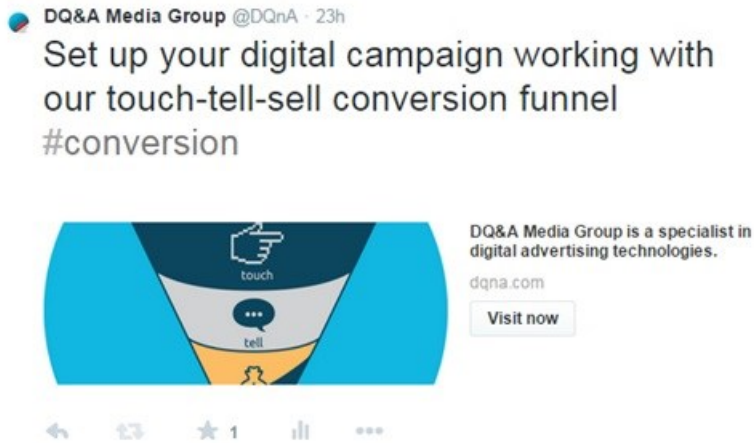 DQ&A Media Group @DQnA · 23h
Set up your digital campaign working with
our touch-tell-sell conversion funnel
#conversion
touch
tell
DQ&A Media Group is a specialist in
digital advertising technologies.
dqna.com
Visit now
1